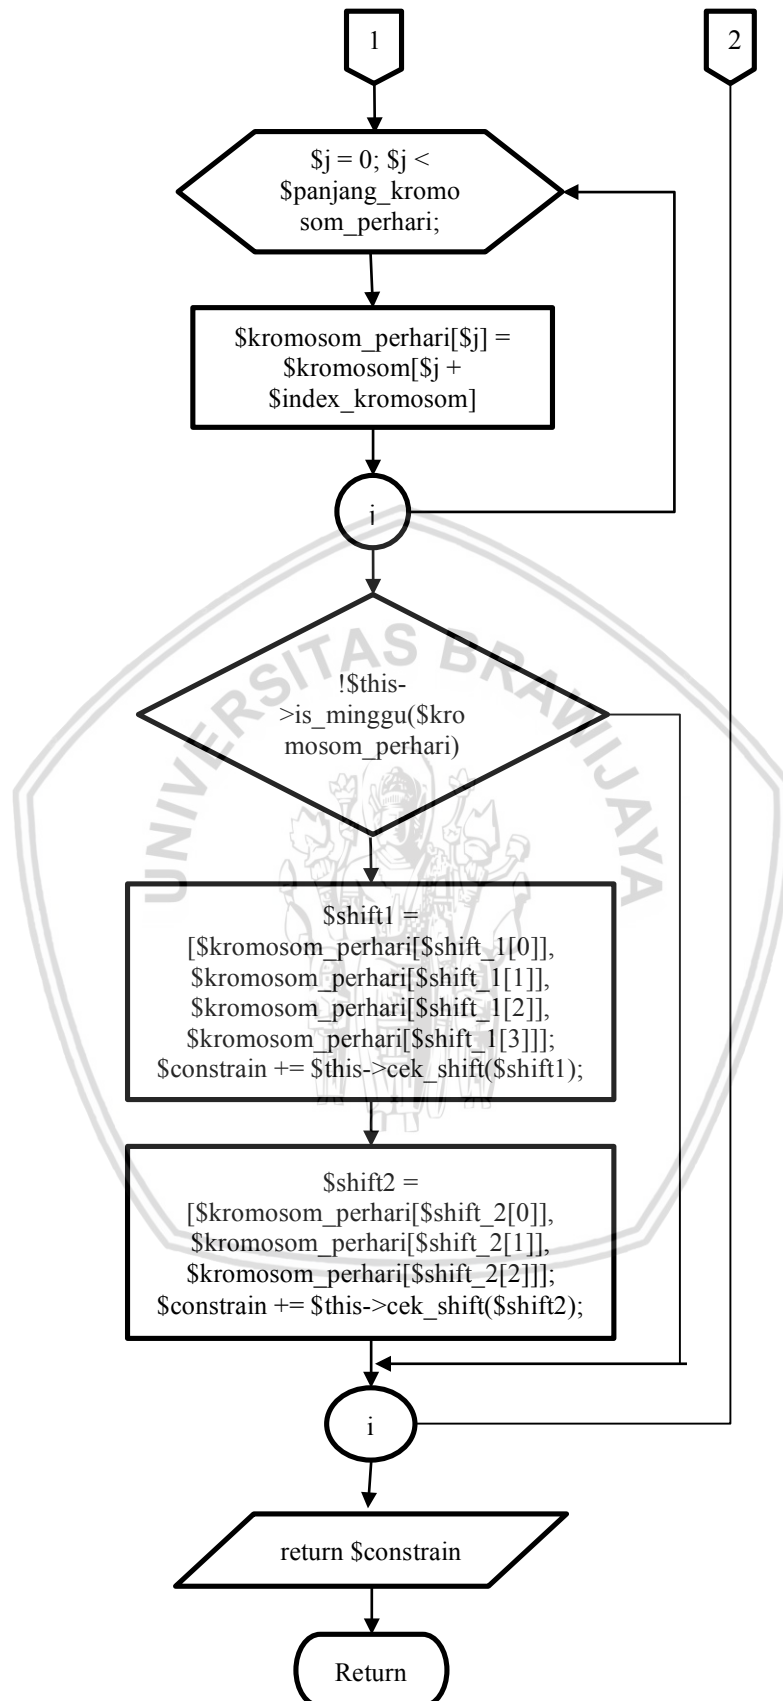 1
2
$j = 0; $j <
$panjang_kromo
som_perhari;
$kromosom_perhari[$j] =
$kromosom[$j +
$index_kromosom]
j
UNIVERSITAS BRAWIJAYA
!$this-
>is_minggu($kro
mosom_perhari)
$shift1 =
[$kromosom_perhari[$shift_1[0]],
$kromosom_perhari[$shift_1[1]],
$kromosom_perhari[$shift_1[2]],
$kromosom_perhari[$shift_1[3]]];
$constrain += $this->cek_shift($shift1);
$shift2 =
[$kromosom_perhari[$shift_2[0]],
$kromosom_perhari[$shift_2[1]],
$kromosom_perhari[$shift_2[2]]];
$constrain += $this->cek_shift($shift2);
i
return $constrain
Return